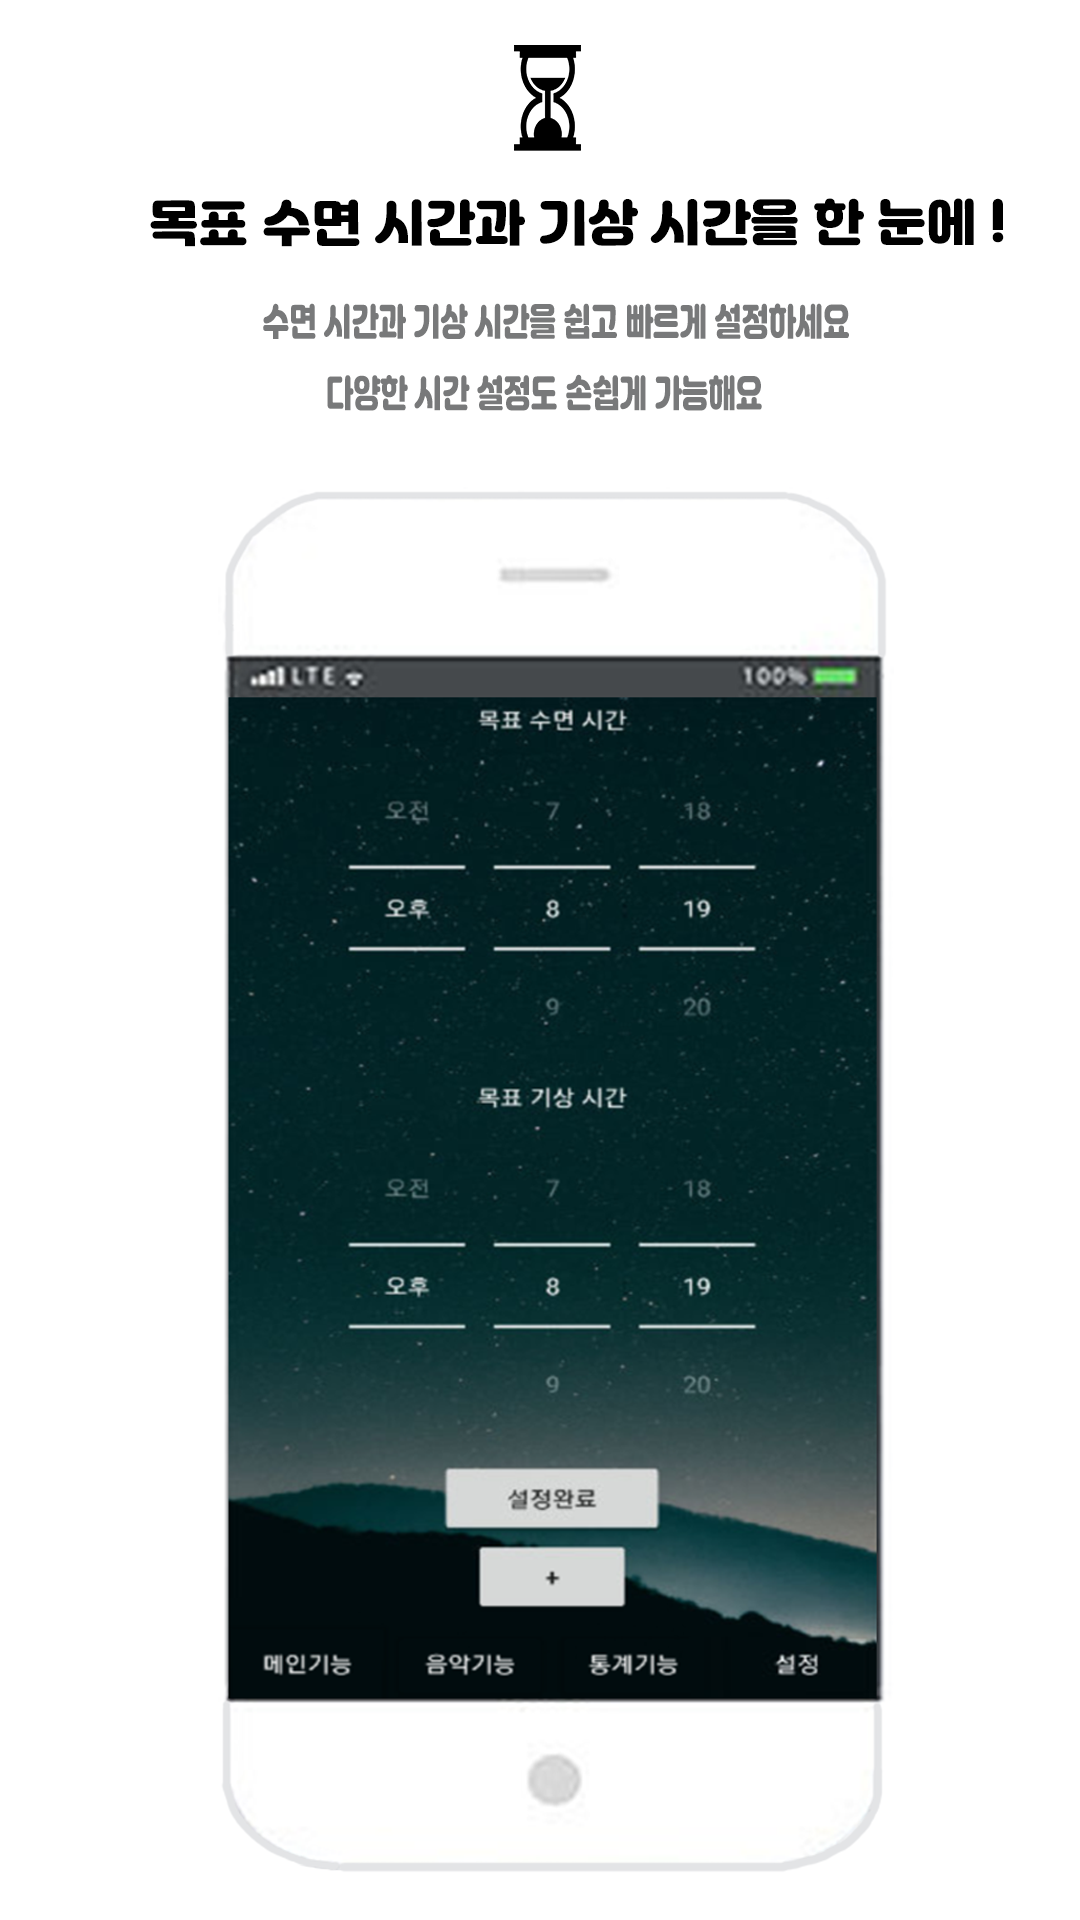 목표 수면 시간과 기상 시간을 한 눈에 !
수면 시간과 기상 시간을 쉽고 빠르게 설정하세요
다양한 시간 설정도 손쉽게 가능해요
LTE 100%
목표 수면 시간
오전 7 18
오후 8 19
9 20
목표 기상 시간
오전 7 18
오후 8 19
9 20
설정완료
+
메인기능 음악기능 통계기능 설정